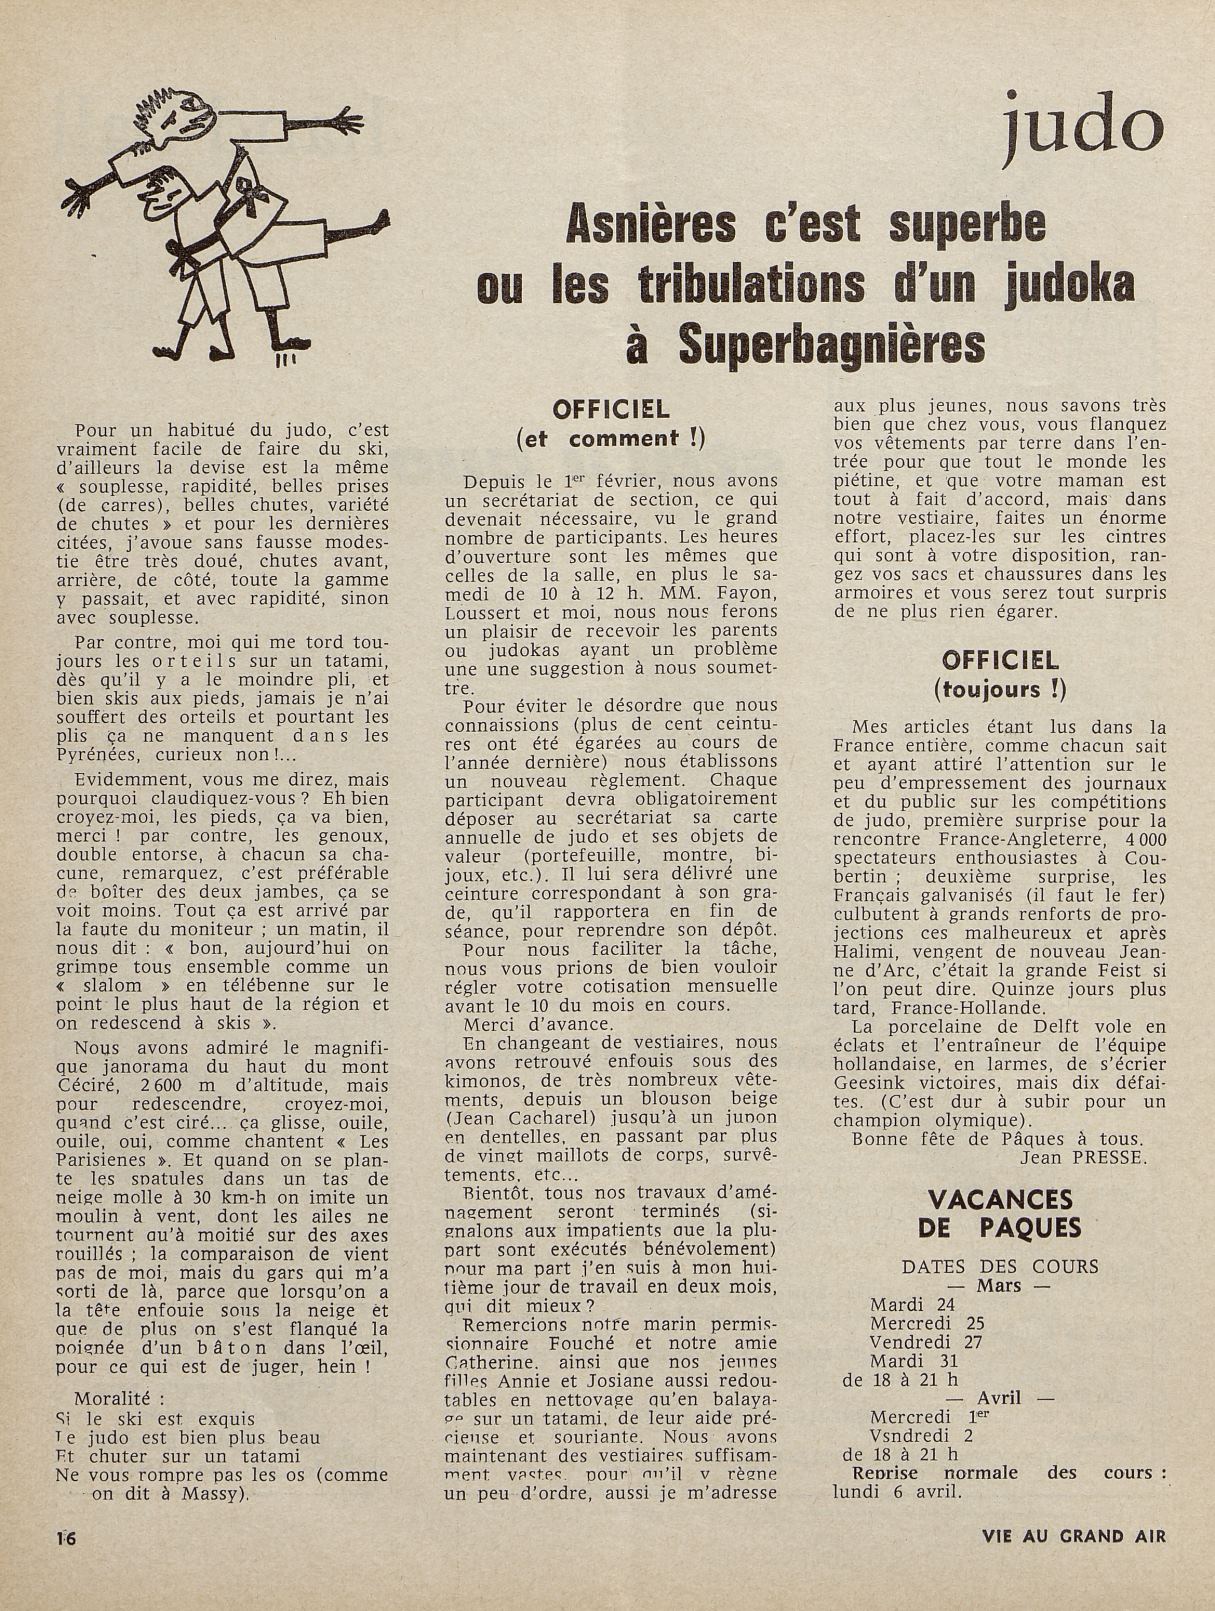 judo
Asnières c'est superbe
ou les tribulations d'un judoka
à Superbagnières
Pour un habitué du judo, c'est
vraiment facile de faire du ski,
d'ailleurs la devise est la même
« souplesse, rapidité, belles prises
(de carres), belles chutes, variété
de chutes » et pour les dernières
citées, j'avoue sans fausse modes-
tie être très doué, chutes avant,
arrière, de côté, toute la gamme
y passait, et avec rapidité, sinon
avec souplesse.
Par contre, moi qui me tord tou-
jours les orteils sur un tatami,
dès qu'il y a le moindre pli, et
bien skis aux pieds, jamais je n'ai
souffert des orteils et pourtant les
plis ça ne manquent dans les
Pyrénées, curieux non !...
Evidemment, vous me direz, mais
pourquoi claudiquez-vous ? Eh bien
croyez-moi, les pieds, ça va bien,
merci ! par contre, les genoux,
double entorse, à chacun sa cha-
cune, remarquez, c'est préférable
de boîter des deux jambes, ça se
voit moins. Tout ça est arrivé par
la faute du moniteur ; un matin, il
nous dit : « bon, aujourd'hui on
grimpe tous ensemble comme un
« slalom » en télébenne sur le
point le plus haut de la région et
on redescend à skis ».
Nous avons admiré le magnifi-
que janorama du haut du mont
Céciré, 2 600 m d'altitude, mais
pour redescendre, croyez-moi,
quand c'est ciré... ça glisse, ouile,
ouile, oui, comme chantent « Les
Parisienes ». Et quand on se plan-
te les spatules dans un tas de
neige molle à 30 km-h on imite un
moulin à vent, dont les ailes ne
tournent qu'à moitié sur des axes
rouillés ; la comparaison de vient
pas de moi, mais du gars qui m'a
sorti de là, parce que lorsqu'on a
la tête enfouie sous la neige et
que de plus on s'est flanqué la
poignée d'un bâton dans l'œil,
pour ce qui est de juger, hein !
Moralité :
Si le ski est exquis
Le judo est bien plus beau
Et chuter sur un tatami
Ne vous rompre pas les os (comme
on dit à Massy).
OFFICIEL
(et comment !)
Depuis le 1er février, nous avons
un secrétariat de section, ce qui
devenait nécessaire, vu le grand
nombre de participants. Les heures
d'ouverture sont les mêmes que
celles de la salle, en plus le sa-
medi de 10 à 12 h. MM. Fayon,
Loussert et moi, nous nous ferons
un plaisir de recevoir les parents
ou judokas ayant un problème
une une suggestion à nous soumet-
tre.
Pour éviter le désordre que nous
connaissions (plus de cent ceintu-
res ont été égarées au cours de
l'année dernière) nous établissons
un nouveau règlement. Chaque
participant devra obligatoirement
déposer au secrétariat sa carte
annuelle de judo et ses objets de
valeur (portefeuille, montre, bi-
joux, etc.). Il lui sera délivré une
ceinture correspondant à son gra-
de, qu'il rapportera en fin de
séance, pour reprendre son dépôt.
Pour nous faciliter la tâche,
nous vous prions de bien vouloir
régler votre cotisation mensuelle
avant le 10 du mois en cours.
Merci d'avance.
En changeant de vestiaires, nous
avons retrouvé enfouis sous des
kimonos, de très nombreux vête-
ments, depuis un blouson beige
(Jean Cacharel) jusqu'à un jupon
en dentelles, en passant par plus
de vingt maillots de corps, survê-
tements, etc...
Bientôt, tous nos travaux d'amé-
nagement seront terminés (si-
gnalons aux impatients que la plu-
part sont exécutés bénévolement)
pour ma part j'en suis à mon hui-
tième jour de travail en deux mois,
qui dit mieux ?
Remercions notre marin permis-
sionnaire Fouché et notre amie
Catherine, ainsi que nos jeunes
filles Annie et Josiane aussi redou-
tables en nettovage qu'en balaya-
ge sur un tatami, de leur aide pré-
cieuse et souriante. Nous avons
maintenant des vestiaires suffisam-
ment vastes, pour qu'il y règne
un peu d'ordre, aussi je m'adresse
aux plus jeunes, nous savons très
bien que chez vous, vous flanquez
vos vêtements par terre dans l'en-
trée pour que tout le monde les
piétine, et que votre maman est
tout à fait d'accord, mais dans
notre vestiaire, faites un énorme
effort, placez-les sur les cintres
qui sont à votre disposition, ran-
gez vos sacs et chaussures dans les
armoires et vous serez tout surpris
de ne plus rien égarer.
OFFICIEL
(toujours !)
Mes articles étant lus dans la
France entière, comme chacun sait
et ayant attiré l'attention sur le
peu d'empressement des journaux
et du public sur les compétitions
de judo, première surprise pour la
rencontre France-Angleterre, 4 000
spectateurs enthousiastes à Cou-
bertin ; deuxième surprise, les
Français galvanisés (il faut le fer)
culbutent à grands renforts de pro-
jections ces malheureux et après
Halimi, vengent de nouveau Jean-
ne d'Arc, c'était la grande Feist si
l'on peut dire. Quinze jours plus
tard, France-Hollande.
La porcelaine de Delft vole en
éclats et l'entraîneur de l'équipe
hollandaise, en larmes, de s'écrier
Geesink victoires, mais dix défai-
tes. (C'est dur à subir pour un
champion olympique).
Bonne fête de Pâques à tous.
Jean PRESSE.
VACANCES
DE PAQUES
DATES DES COURS
— Mars —
Mardi 24
Mercredi 25
Vendredi 27
Mardi 31
de 18 à 21 h
— Avril —
Mercredi 1er
Vsndredi 2
de 18 à 21 h
Reprise normale des cours :
lundi 6 avril.
16
VIE AU GRAND AIR